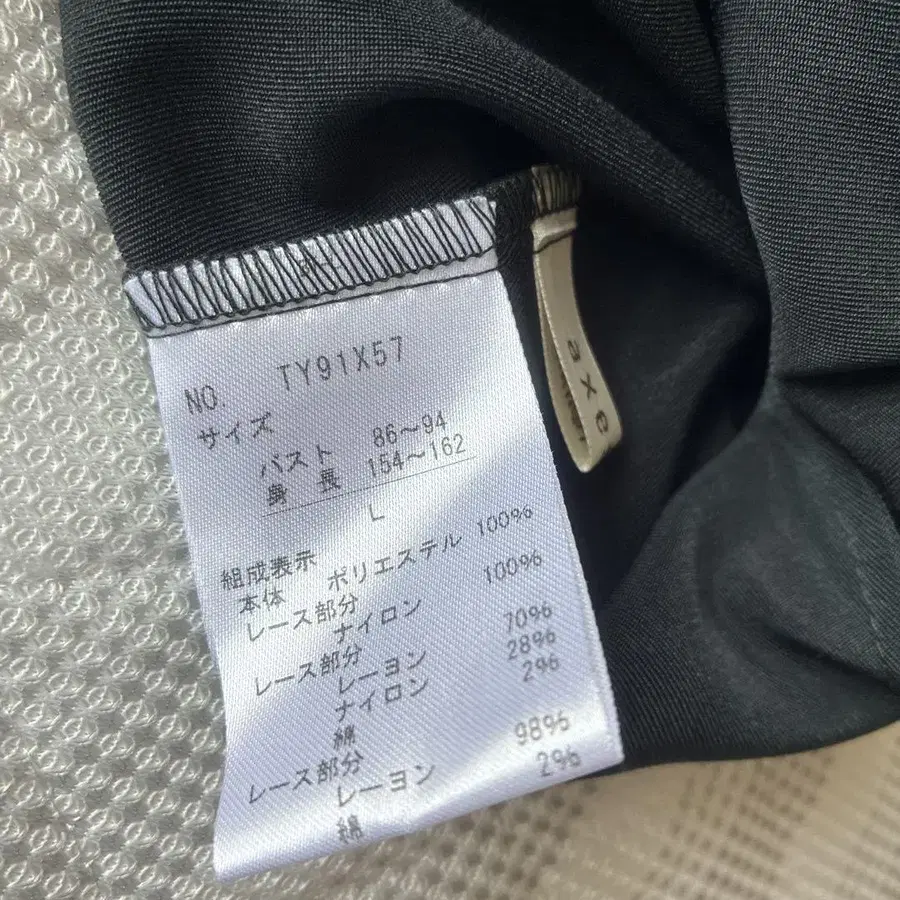 NO. TY91X57
サイズ
バスト 86～94
身長 154～162
L
組成表示
本体 ポリエステル 100%
レース部分
ナイロン 100%
レース部分
レーヨン 70%
ナイロン 28%
綿 2%
レース部分
レーヨン 98%
綿 2%
axe